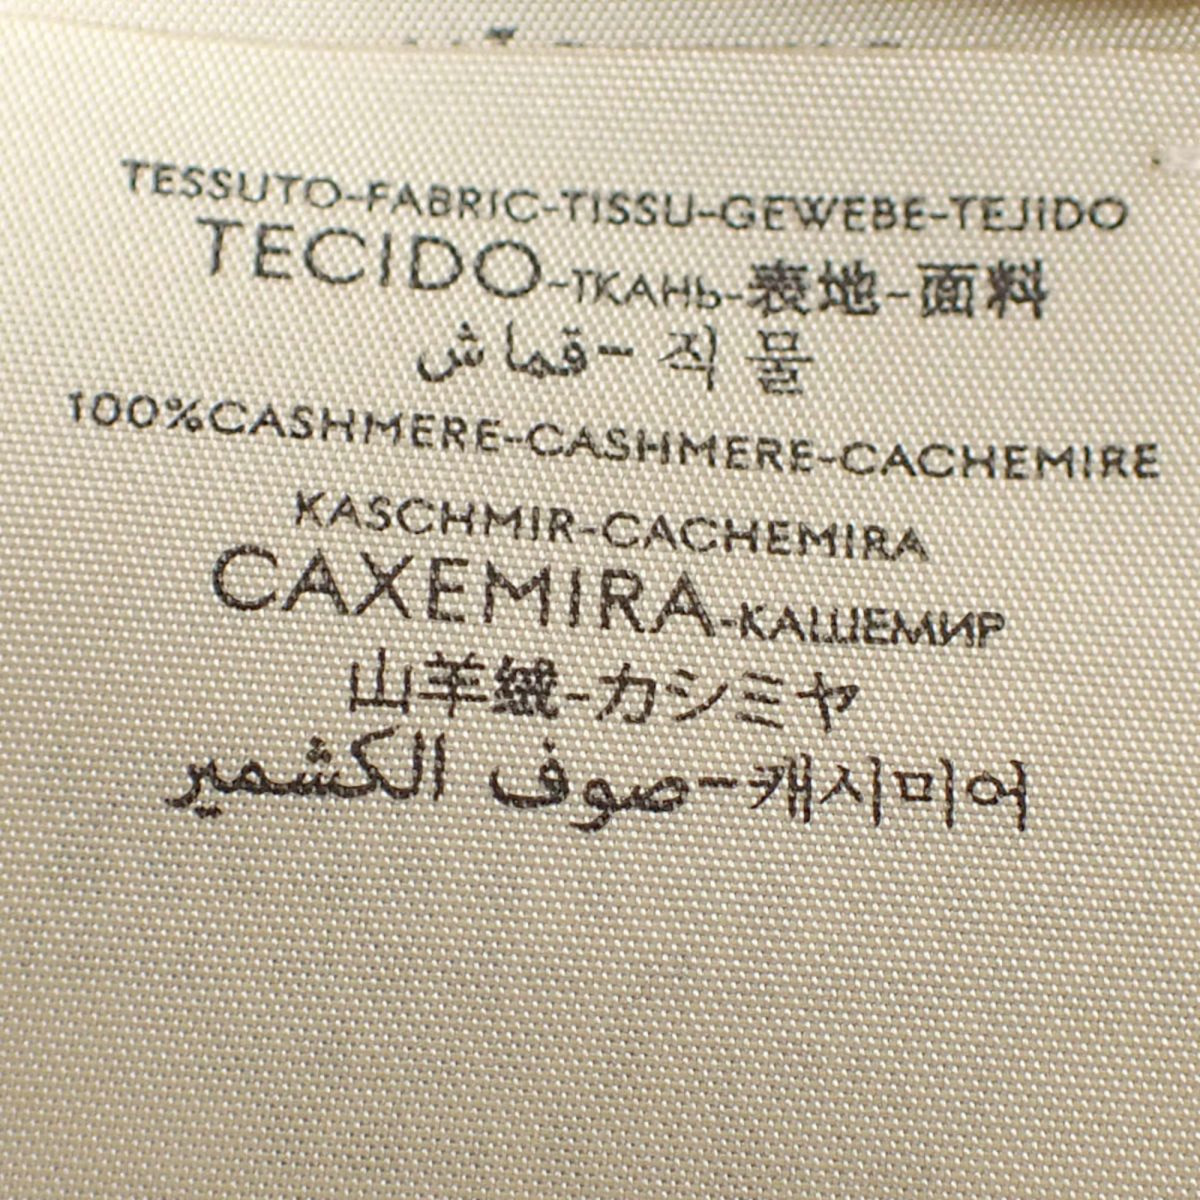 TESSUTO-FABRIC-TISSU-GEWEBE-TEJIDO
TECIDO-ТКАНЬ-表地-面料
قماش-직물
100%CASHMERE-CASHMERE-CACHEMIRE
KASCHMIR-CACHEMIRA
CAXEMIRA-КАШЕМИР
山羊绒-カシミヤ
صوف الكشمير-캐시미어